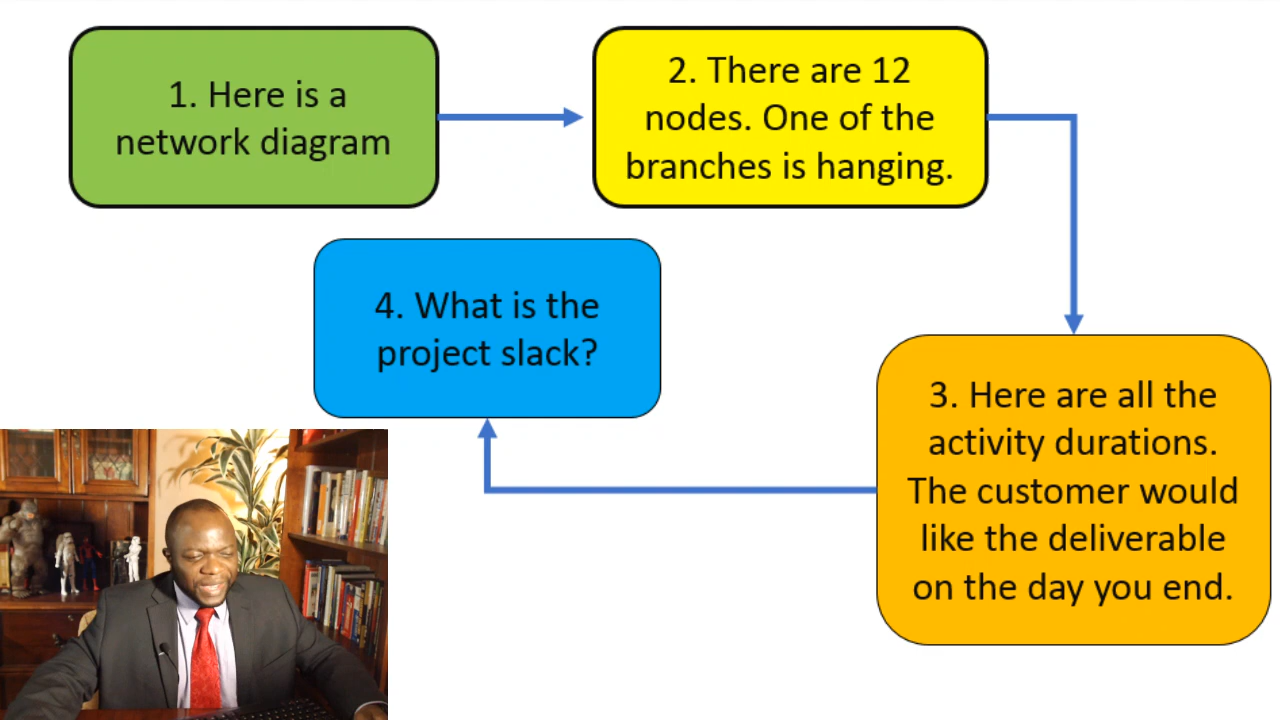 1. Here is a
network diagram
2. There are 12
nodes. One of the
branches is hanging.
3. Here are all the
activity durations.
The customer would
like the deliverable
on the day you end.
4. What is the
project slack?